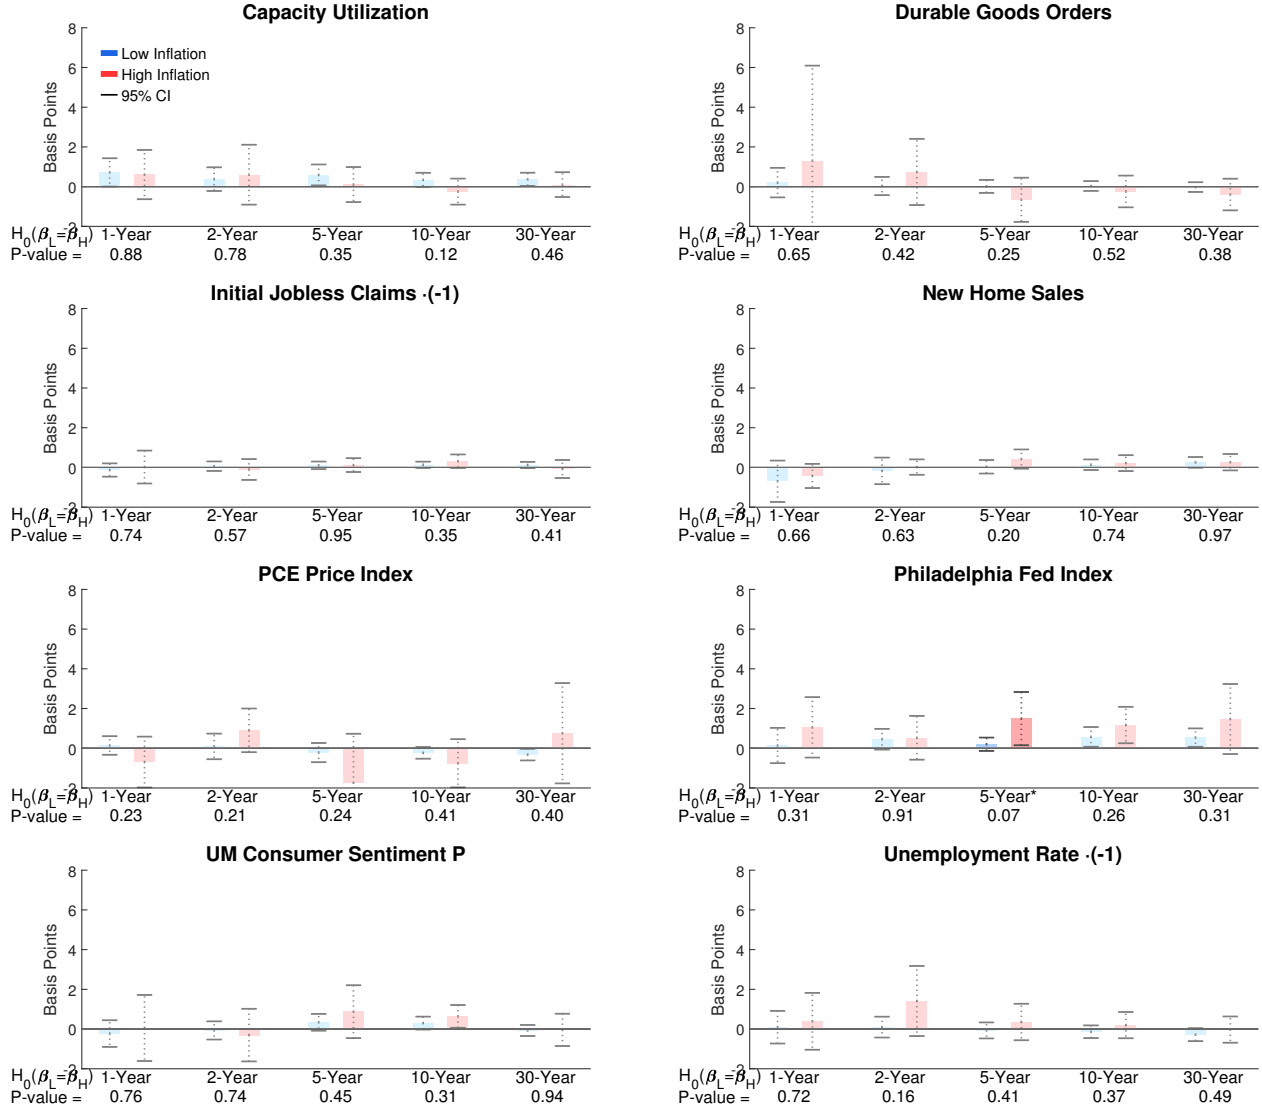 Capacity Utilization
8
6
4
2
0
-2
Basis Points
Low Inflation
High Inflation
95% CI
H0(βL=βH) 1-Year 2-Year 5-Year 10-Year 30-Year
P-value = 0.88 0.78 0.35 0.12 0.46
Durable Goods Orders
8
6
4
2
0
-2
Basis Points
H0(βL=βH) 1-Year 2-Year 5-Year 10-Year 30-Year
P-value = 0.65 0.42 0.25 0.52 0.38
Initial Jobless Claims ·(-1)
8
6
4
2
0
-2
Basis Points
H0(βL=βH) 1-Year 2-Year 5-Year 10-Year 30-Year
P-value = 0.74 0.57 0.95 0.35 0.41
New Home Sales
8
6
4
2
0
-2
Basis Points
H0(βL=βH) 1-Year 2-Year 5-Year 10-Year 30-Year
P-value = 0.66 0.63 0.20 0.74 0.97
PCE Price Index
8
6
4
2
0
-2
Basis Points
H0(βL=βH) 1-Year 2-Year 5-Year 10-Year 30-Year
P-value = 0.23 0.21 0.24 0.41 0.40
Philadelphia Fed Index
8
6
4
2
0
-2
Basis Points
H0(βL=βH) 1-Year 2-Year 5-Year* 10-Year 30-Year
P-value = 0.31 0.91 0.07 0.26 0.31
UM Consumer Sentiment P
8
6
4
2
0
-2
Basis Points
H0(βL=βH) 1-Year 2-Year 5-Year 10-Year 30-Year
P-value = 0.76 0.74 0.45 0.31 0.94
Unemployment Rate ·(-1)
8
6
4
2
0
-2
Basis Points
H0(βL=βH) 1-Year 2-Year 5-Year 10-Year 30-Year
P-value = 0.72 0.16 0.41 0.37 0.49